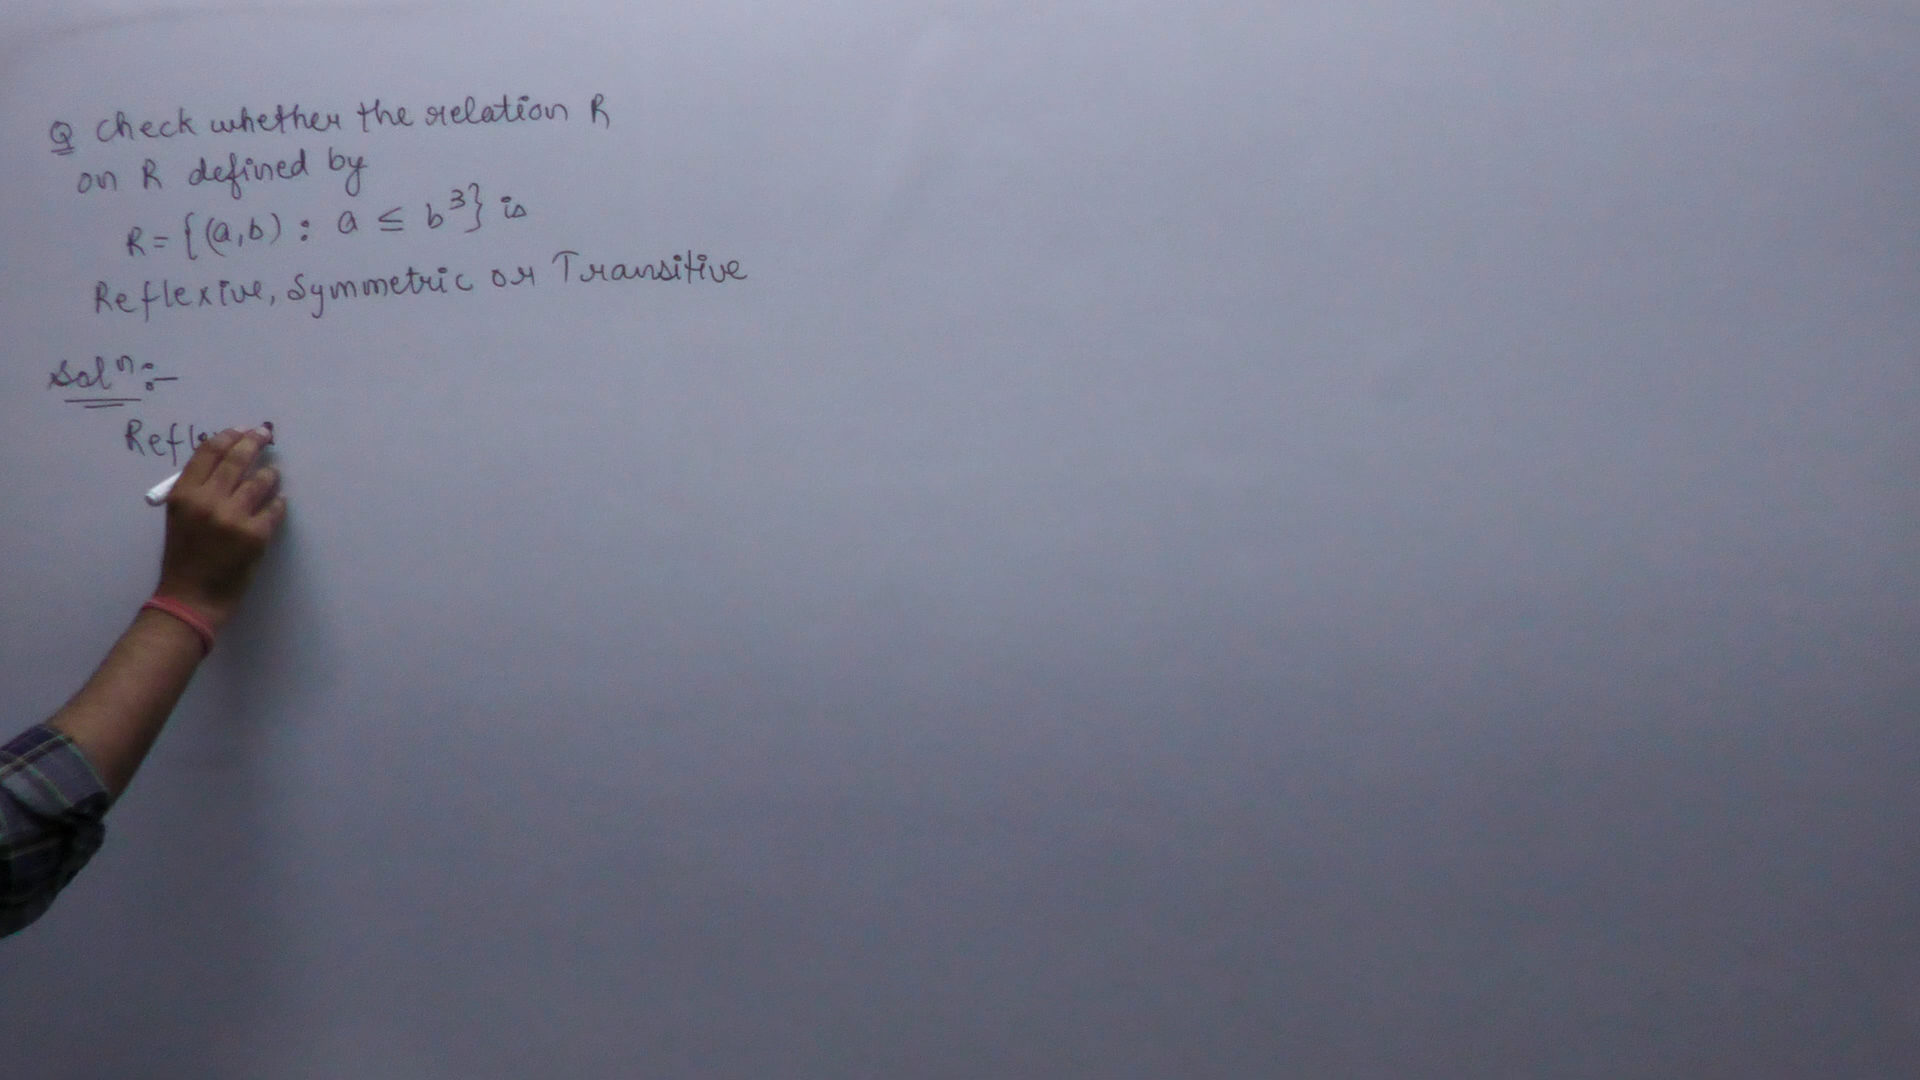 Q Check whether the relation R
on R defined by
R = {(a,b) : a ≤ b³} is
Reflexive, Symmetric or Transitive
Solⁿ:-